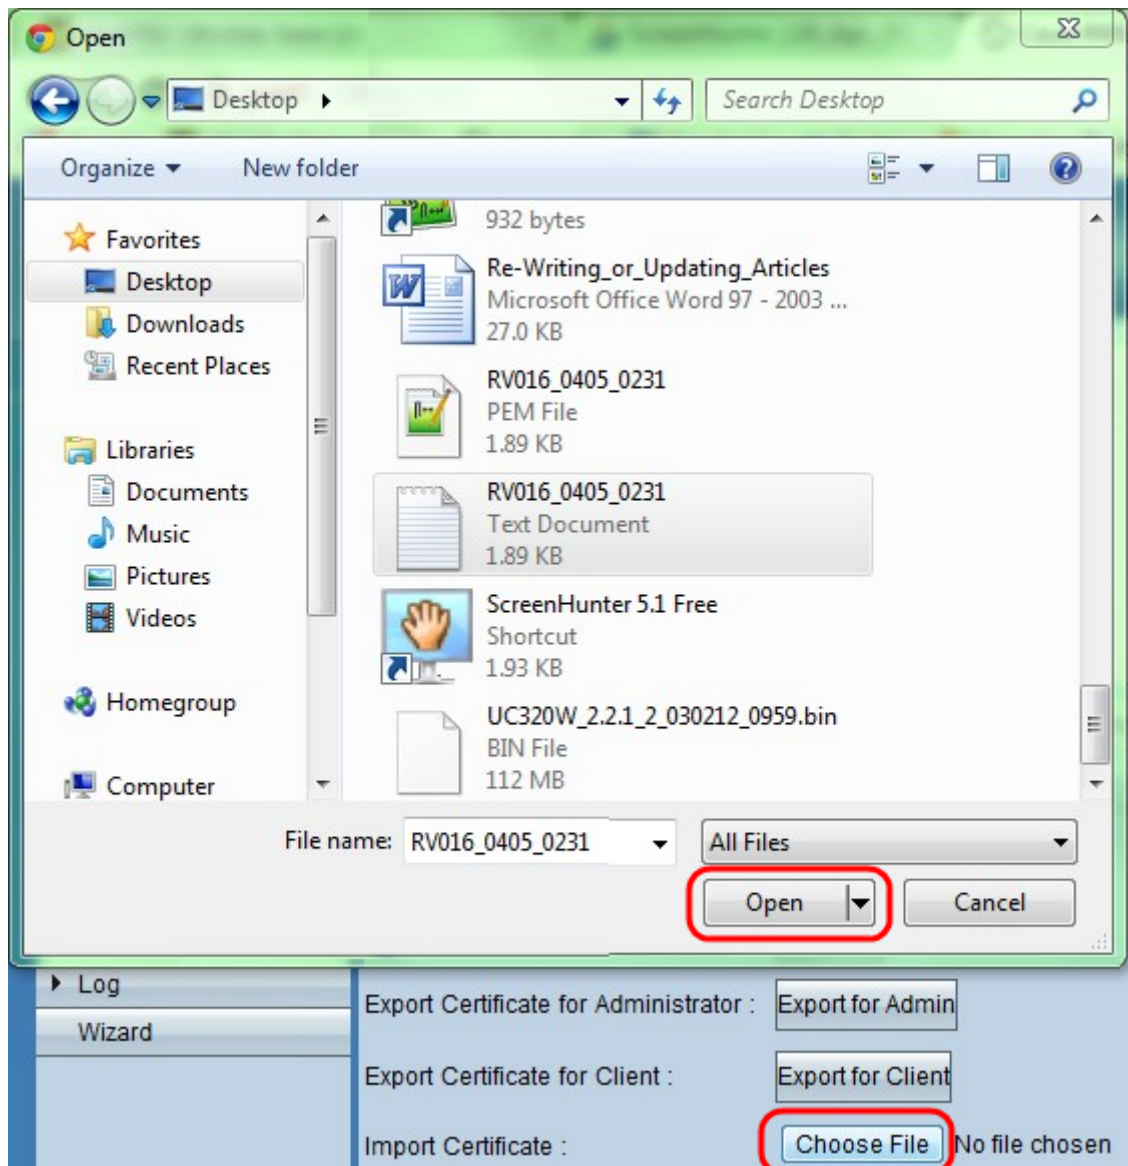 Open
Desktop
Search Desktop
Organize
New folder
Favorites
Desktop
Downloads
Recent Places
Libraries
Documents
Music
Pictures
Videos
Homegroup
Computer
932 bytes
Re-Writing_or_Updating_Articles
Microsoft Office Word 97 - 2003 ...
27.0 KB
RV016_0405_0231
PEM File
1.89 KB
RV016_0405_0231
Text Document
1.89 KB
ScreenHunter 5.1 Free
Shortcut
1.93 KB
UC320W_2.2.1_2_030212_0959.bin
BIN File
112 MB
File name: RV016_0405_0231
All Files
Open
Cancel
Log
Wizard
Export Certificate for Administrator : Export for Admin
Export Certificate for Client : Export for Client
Import Certificate : Choose File No file chosen